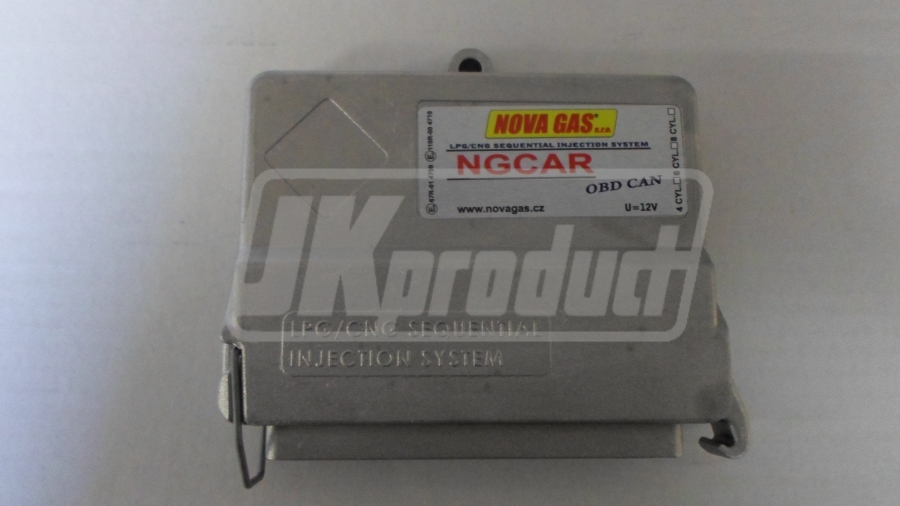 NOVA GAS s.r.o.
LPG/CNG SEQUENTIAL INJECTION SYSTEM
NGCAR
OBD CAN
www.novagas.cz
U=12V
4 CYL. 6 CYL. 8 CYL.
JKproduct
LPG/CNG SEQUENTIAL
INJECTION SYSTEM